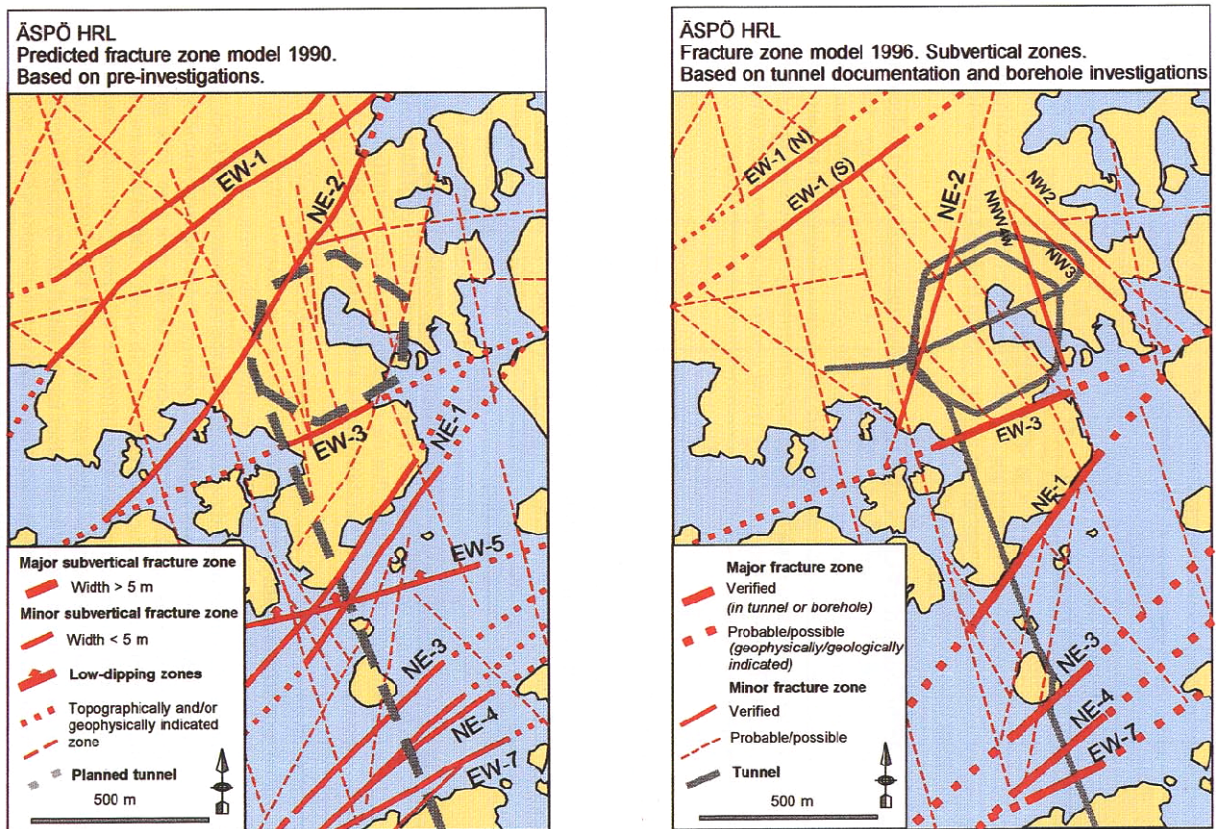 ÄSPÖ HRL
Predicted fracture zone model 1990.
Based on pre-investigations.
EW-1
NE-2
EW-3
NE-1
EW-5
NE-3
NE-4
EW-7
Major subvertical fracture zone
Width > 5 m
Minor subvertical fracture zone
Width < 5 m
Low-dipping zones
Topographically and/or
geophysically indicated
zone
Planned tunnel
500 m
ÄSPÖ HRL
Fracture zone model 1996. Subvertical zones.
Based on tunnel documentation and borehole investigations
EW-1 (N)
EW-1 (S)
NE-2
NW2
NNW4W
NW3
EW-3
NE-1
NE-3
NE-4
EW-7
Major fracture zone
Verified
(in tunnel or borehole)
Probable/possible
(geophysically/geologically
indicated)
Minor fracture zone
Verified
Probable/possible
Tunnel
500 m